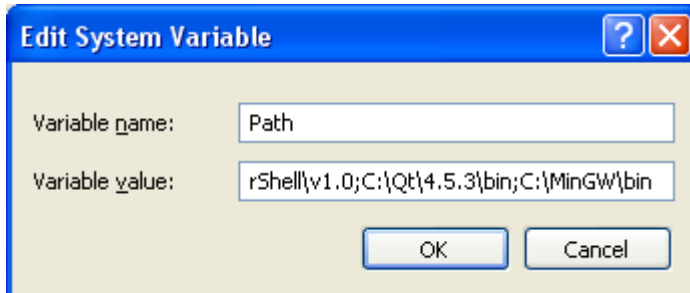 Edit System Variable
Variable name: Path
Variable value: rShell\v1.0;C:\Qt\4.5.3\bin;C:\MinGW\bin
OK Cancel